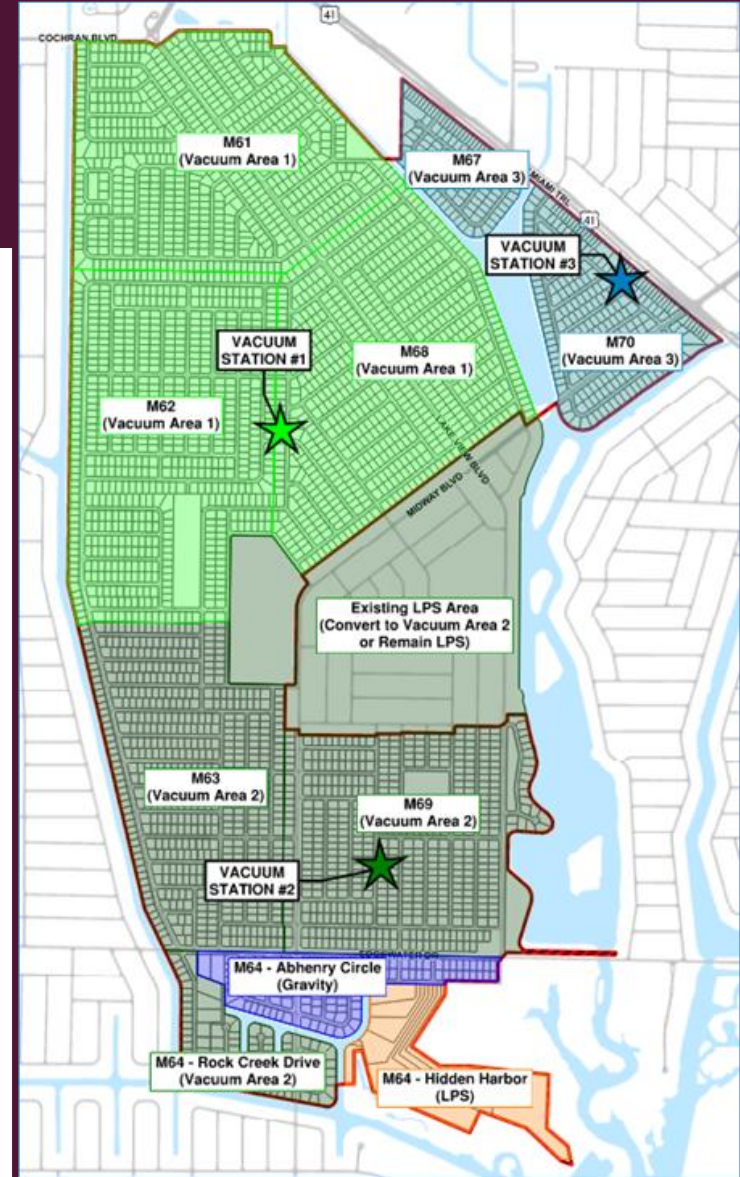 41
COCHRAN BLVD
M61
(Vacuum Area 1)
M67
(Vacuum Area 3)
MIAMI TRL
41
VACUUM
STATION #3
M70
(Vacuum Area 3)
VACUUM
STATION #1
M68
(Vacuum Area 1)
M62
(Vacuum Area 1)
LAKE VIEW BLVD
MIDWAY BLVD
Existing LPS Area
(Convert to Vacuum Area 2
or Remain LPS)
M63
(Vacuum Area 2)
M69
(Vacuum Area 2)
VACUUM
STATION #2
EDGEWATER DR
M64 - Abhenry Circle
(Gravity)
M64 - Rock Creek Drive
(Vacuum Area 2)
M64 - Hidden Harbor
(LPS)